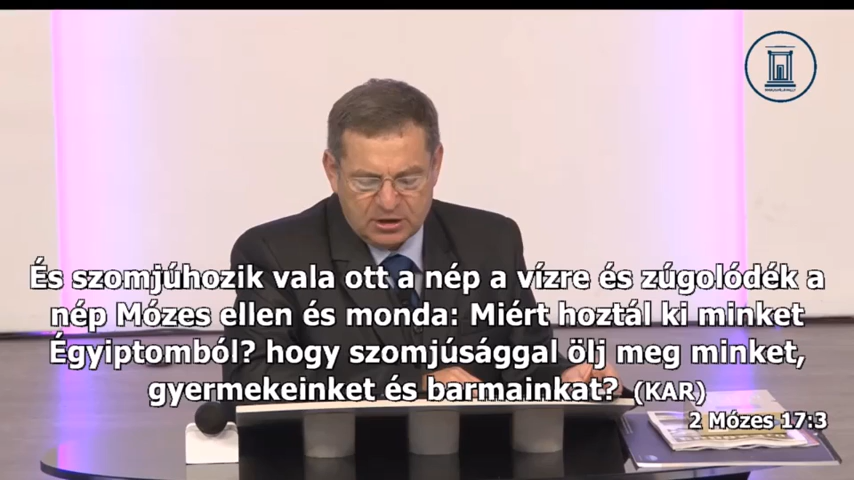 És szomjúhozik vala ott a nép a vízre és zúgolódék a
nép Mózes ellen és monda: Miért hoztál ki minket
Égyiptomból? hogy szomjúsággal ölj meg minket,
gyermekeinket és barmainkat? (KAR)
2 Mózes 17:3